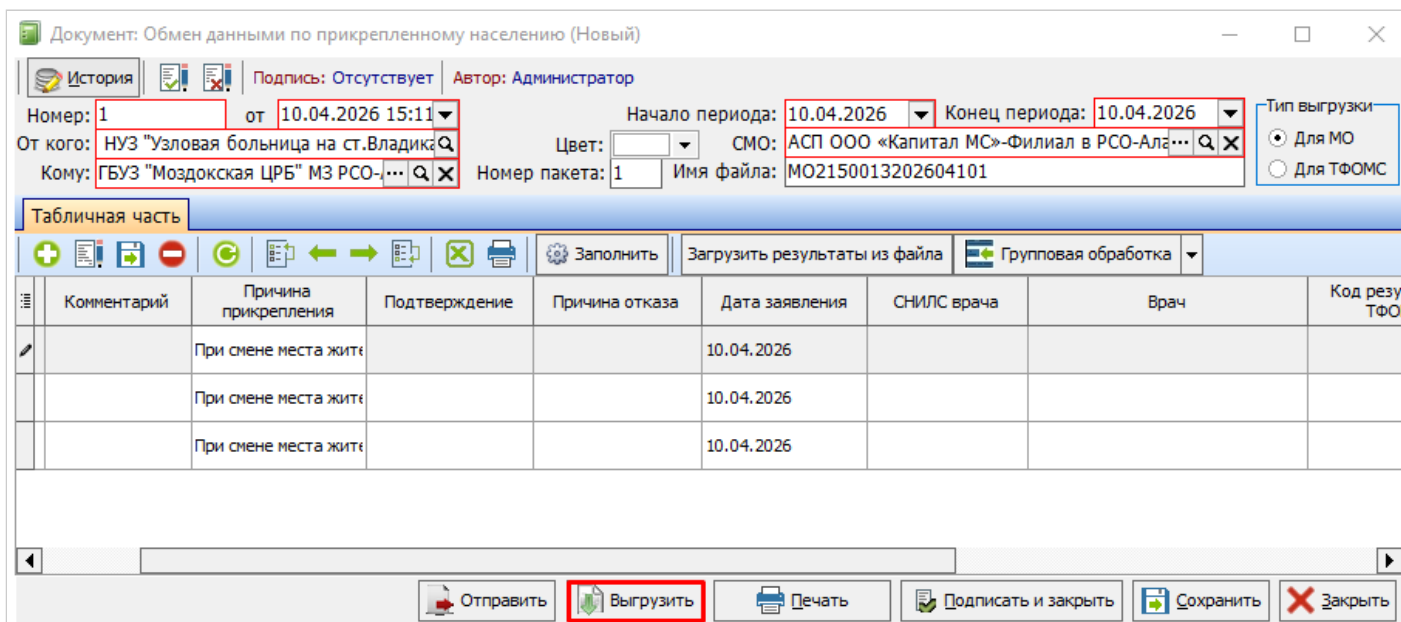 Документ: Обмен данными по прикрепленному населению (Новый)
История Подпись: Отсутствует Автор: Администратор
Номер: 1 от 10.04.2026 15:11 Начало периода: 10.04.2026 Конец периода: 10.04.2026 Тип выгрузки
От кого: НУЗ "Узловая больница на ст.Владика Цвет: СМО: АСП ООО «Капитал МС»-Филиал в РСО-Ала ... Для МО
Кому: ГБУЗ "Моздокская ЦРБ" МЗ РСО-А ... Номер пакета: 1 Имя файла: МО2150013202604101 Для ТФОМС
Табличная часть
Заполнить Загрузить результаты из файла Групповая обработка
Комментарий Причина прикрепления Подтверждение Причина отказа Дата заявления СНИЛС врача Врач Код резу ТФО
При смене места жите 10.04.2026
При смене места жите 10.04.2026
При смене места жите 10.04.2026
Отправить Выгрузить Печать Подписать и закрыть Сохранить Закрыть